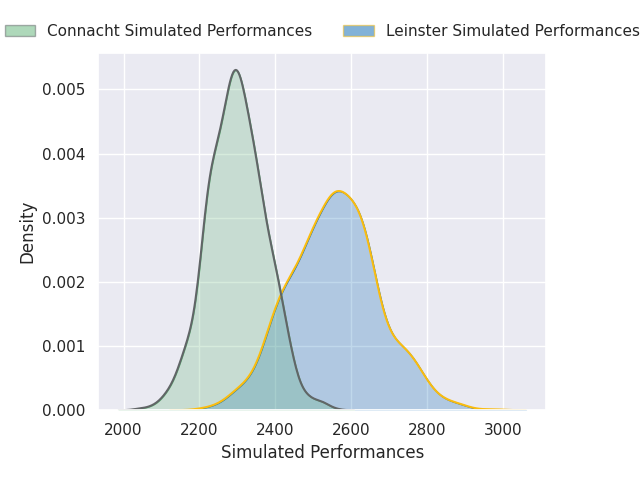 Connacht Simulated Performances
Leinster Simulated Performances
0.005
0.004
0.003
0.002
0.001
0.000
Density
2000 2200 2400 2600 2800 3000
Simulated Performances